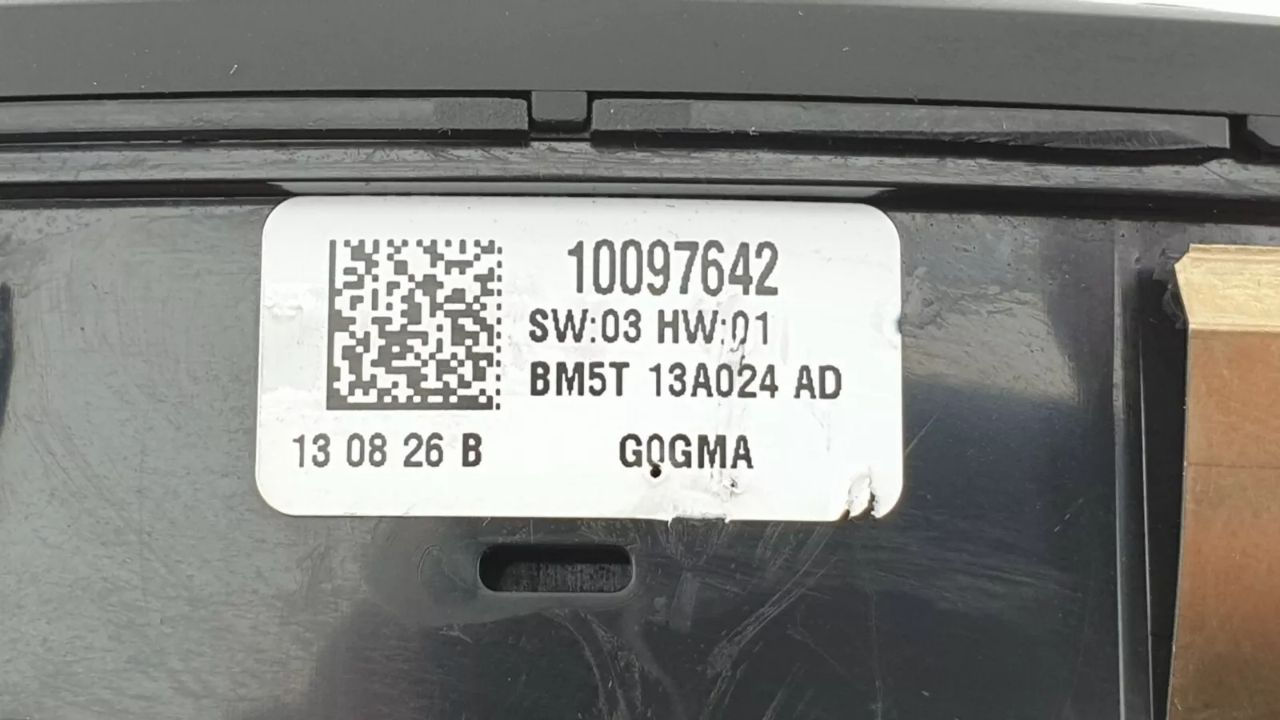 10097642
SW:03 HW:01
BM5T 13A024 AD
13 08 26 B
G0GMA